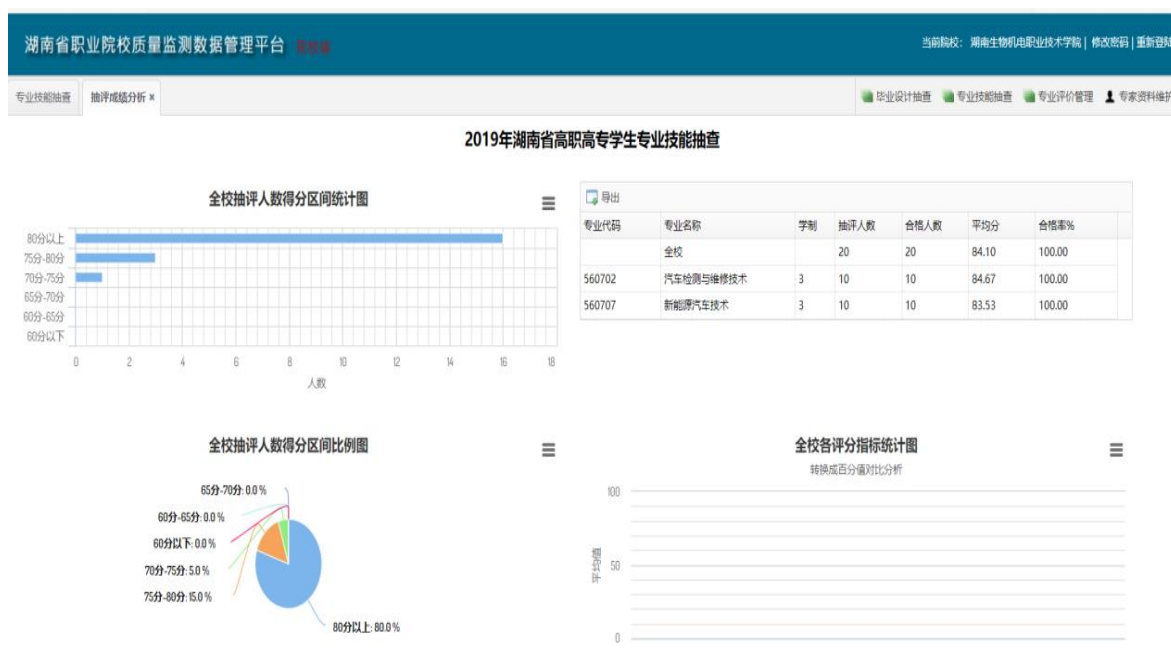 湖南省职业院校质量监测数据管理平台
当前院校： 湖南生物机电职业技术学院 | 修改密码 | 重新登陆
专业技能抽查 抽评成绩分析 ×
毕业设计抽查 专业技能抽查 专业评价管理 专家资料维护
2019年湖南省高职高专学生专业技能抽查
全校抽评人数得分区间统计图
80分以上
75分-80分
70分-75分
65分-70分
60分-65分
60分以下
0 2 4 6 8 10 12 14 16 18
人数
导出
专业代码 专业名称 学制 抽评人数 合格人数 平均分 合格率%
全校 20 20 84.10 100.00
560702 汽车检测与维修技术 3 10 10 84.67 100.00
560707 新能源汽车技术 3 10 10 83.53 100.00
全校抽评人数得分区间比例图
65分-70分: 0.0 %
60分-65分: 0.0 %
60分以下: 0.0 %
70分-75分: 5.0 %
75分-80分: 15.0 %
80分以上: 80.0 %
全校各评分指标统计图
转换成百分值对比分析
100
平均值
50
0